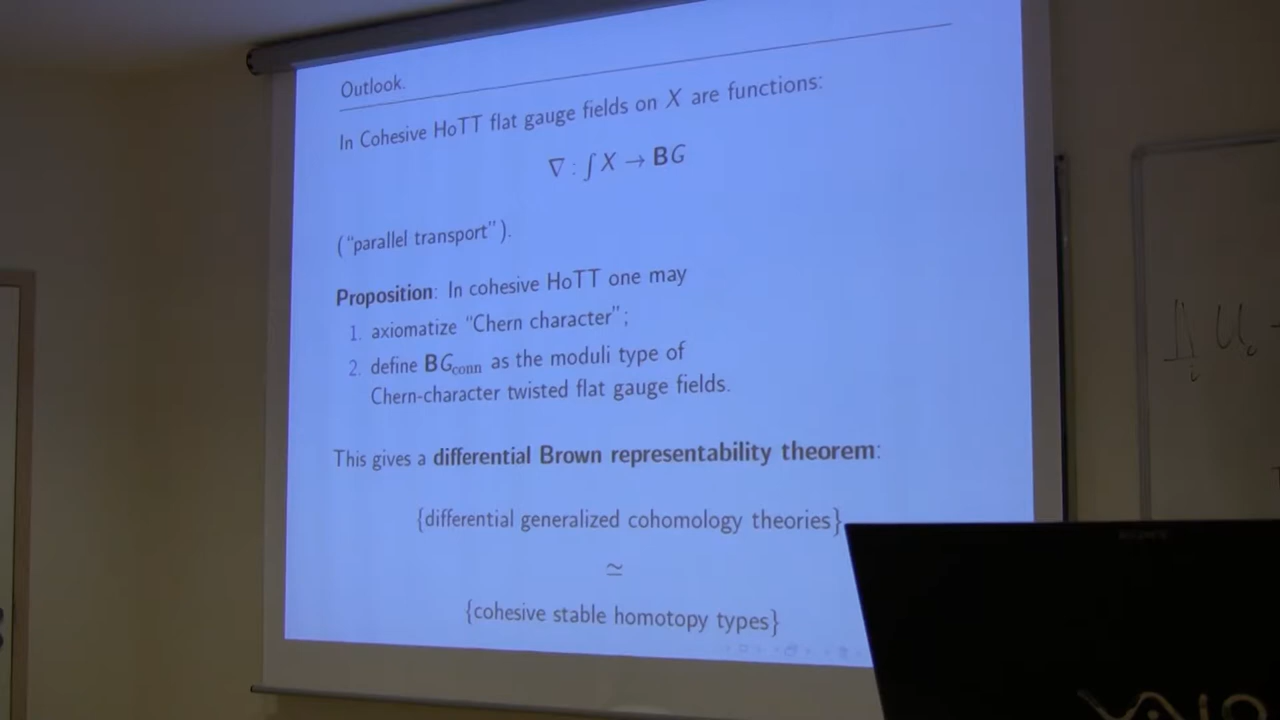 Outlook.
In Cohesive HoTT flat gauge fields on X are functions:
∇ : ∫X → BG
("parallel transport").
Proposition: In cohesive HoTT one may
1. axiomatize "Chern character";
2. define BG_conn as the moduli type of
Chern-character twisted flat gauge fields.
This gives a differential Brown representability theorem:
{differential generalized cohomology theories}
≃
{cohesive stable homotopy types}
SONY
VAIO